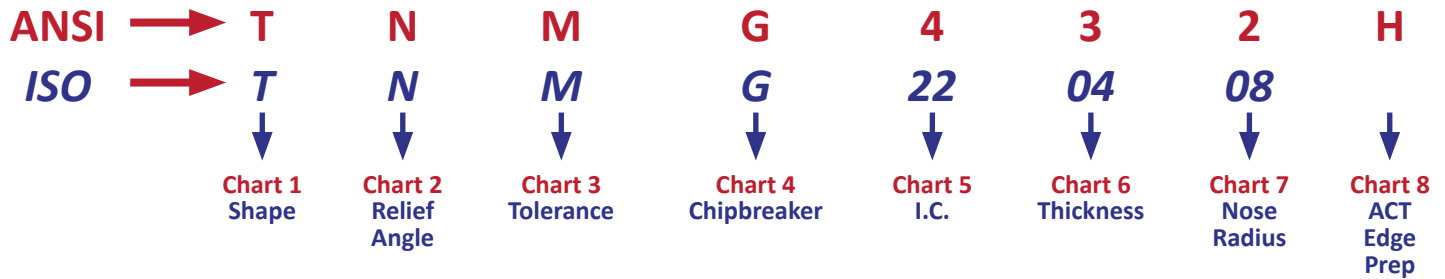 ANSI T N M G 4 3 2 H
ISO T N M G 22 04 08
Chart 1 Chart 2 Chart 3 Chart 4 Chart 5 Chart 6 Chart 7 Chart 8
Shape Relief Tolerance Chipbreaker I.C. Thickness Nose ACT
Angle Radius Edge
Prep